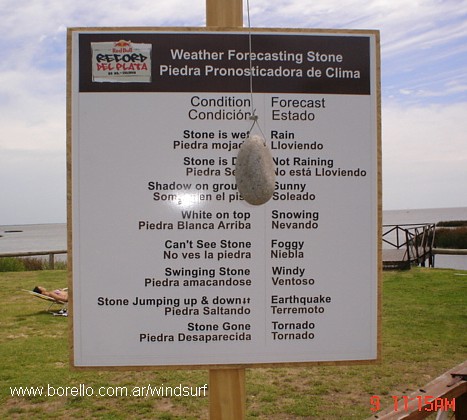 Red Bull
RECORD
DEL PLATA
Weather Forecasting Stone
Piedra Pronosticadora de Clima
Condition Forecast
Condición Estado
Stone is wet Rain
Piedra mojad Lloviendo
Stone is D Not Raining
Piedra Se No está Lloviendo
Shadow on grou Sunny
Som en el pis Soleado
White on top Snowing
Piedra Blanca Arriba Nevando
Can't See Stone Foggy
No ves la piedra Niebla
Swinging Stone Windy
Piedra amacandose Ventoso
Stone Jumping up & down↓↑ Earthquake
Piedra Saltando Terremoto
Stone Gone Tornado
Piedra Desaparecida Tornado
www.borello.com.ar/windsurf
5 11:15AM